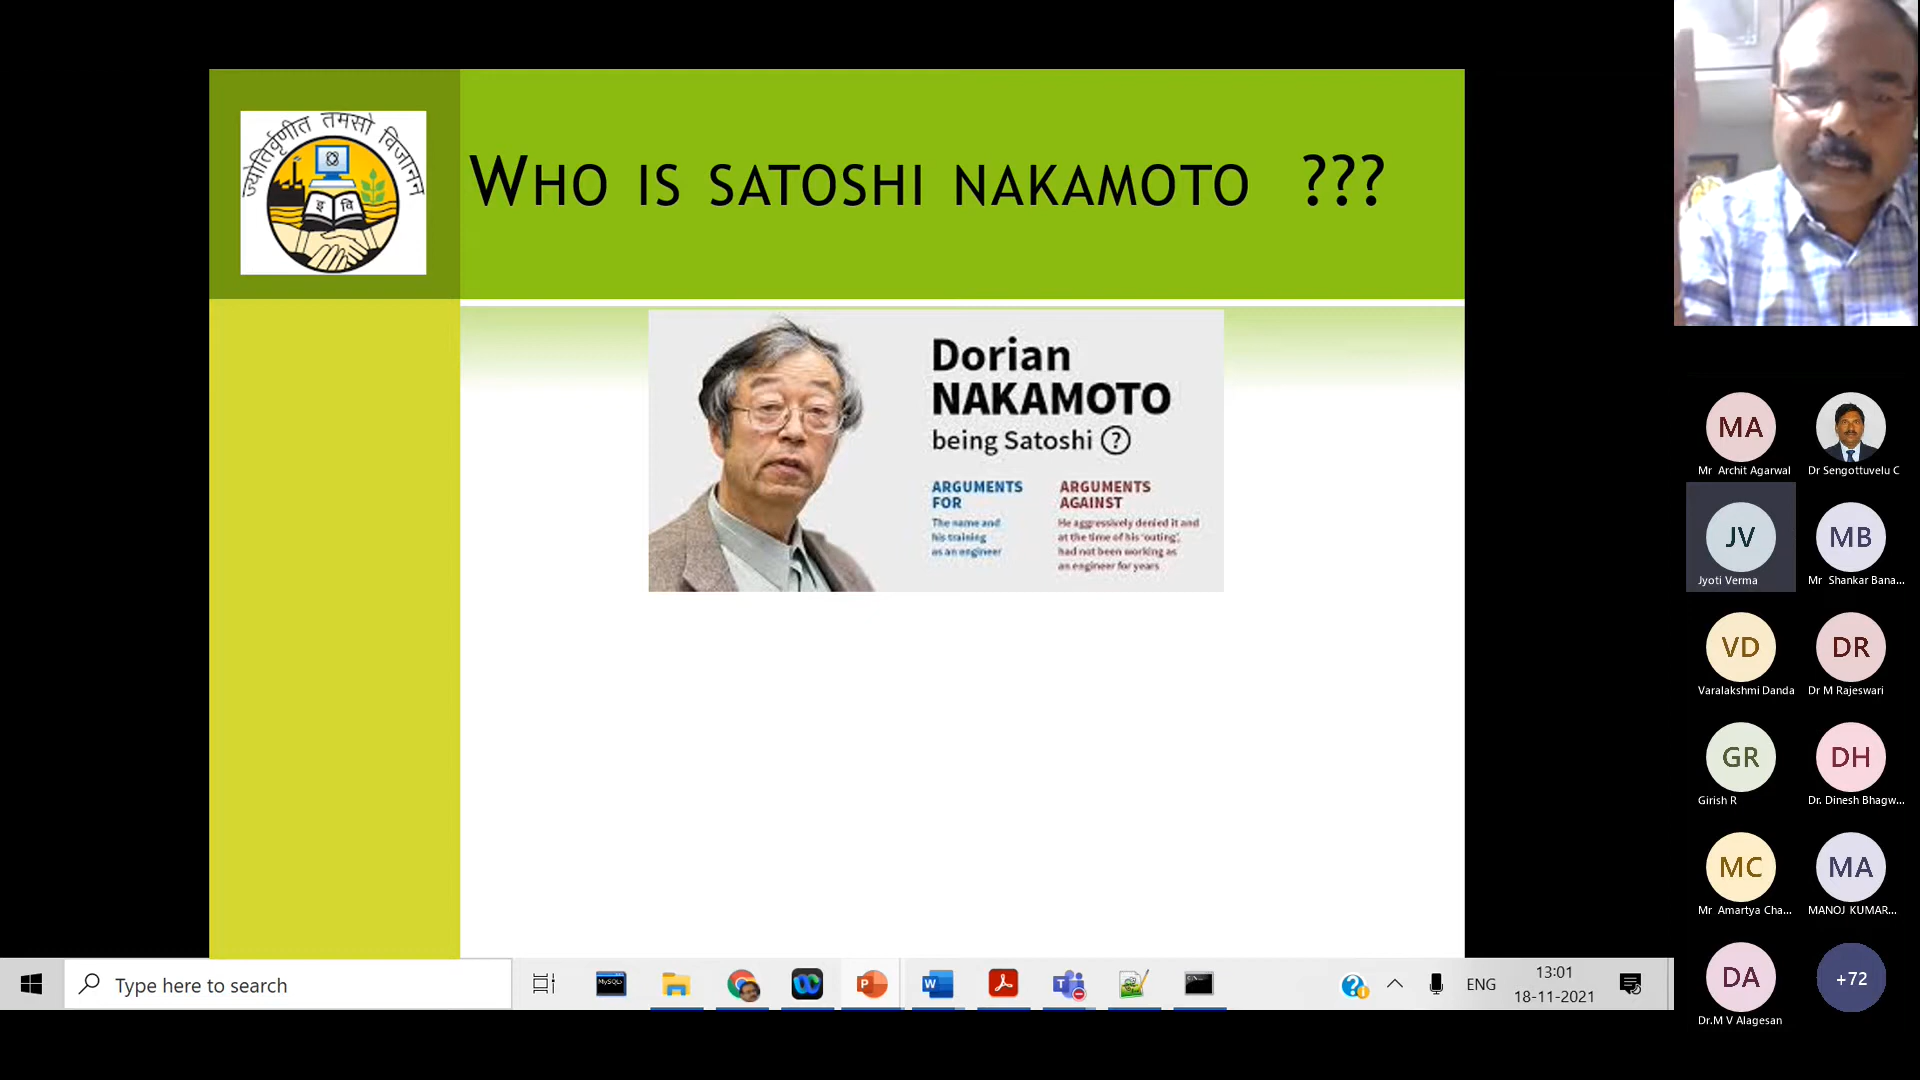 ज्योतिर्वृणीत तमसो विजानन
इ वि
WHO IS SATOSHI NAKAMOTO ???
Dorian
NAKAMOTO
being Satoshi ?
ARGUMENTS
FOR
The name and
his training
as an engineer
ARGUMENTS
AGAINST
He aggressively denied it and
at the time of his 'outing',
had not been working as
an engineer for years
MA
Mr Archit Agarwal
Dr Sengottuvelu C
JV
Jyoti Verma
MB
Mr Shankar Bana...
VD
Varalakshmi Danda
DR
Dr M Rajeswari
GR
Girish R
DH
Dr. Dinesh Bhagw...
MC
Mr Amartya Cha...
MA
MANOJ KUMAR...
DA
Dr.M V Alagesan
+72
Type here to search
MySQL
ENG
13:01
18-11-2021